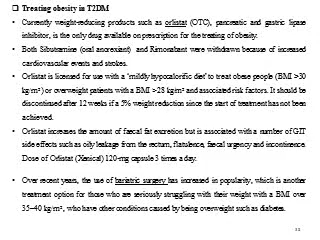 ❑ Treating obesity in T2DM
• Currently weight-reducing products such as orlistat (OTC), pancreatic and gastric lipase
inhibitor, is the only drug available on prescription for the treating of obesity.
• Both Sibutramine (oral anorexiant) and Rimonabant were withdrawn because of increased
cardiovascular events and strokes.
• Orlistat is licensed for use with a ‘mildly hypocalorific diet’ to treat obese people (BMI >30
kg/m²) or overweight patients with a BMI >28 kg/m² and associated risk factors. It should be
discontinued after 12 weeks if a 5% weight reduction since the start of treatment has not been
achieved.
• Orlistat increases the amount of faecal fat excretion but is associated with a number of GIT
side effects such as oily leakage from the rectum, flatulence, faecal urgency and incontinence.
Dose of Orlistat (Xenical) 120-mg capsule 3 times a day.
• Over recent years, the use of bariatric surgery has increased in popularity, which is another
treatment option for those who are seriously struggling with their weight with a BMI over
35–40 kg/m², who have other conditions caused by being overweight such as diabetes.